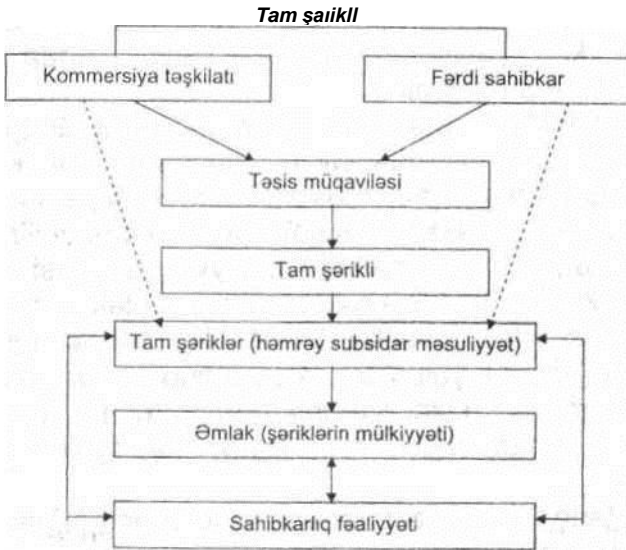 Tam şaiikll
Kommersiya təşkilatı
Fərdi sahibkar
Təsis müqaviləsi
Tam şərikli
Tam şəriklər (həmrəy subsidar məsuliyyət)
Əmlak (şəriklərin mülkiyyəti)
Sahibkarlıq fəaliyyəti